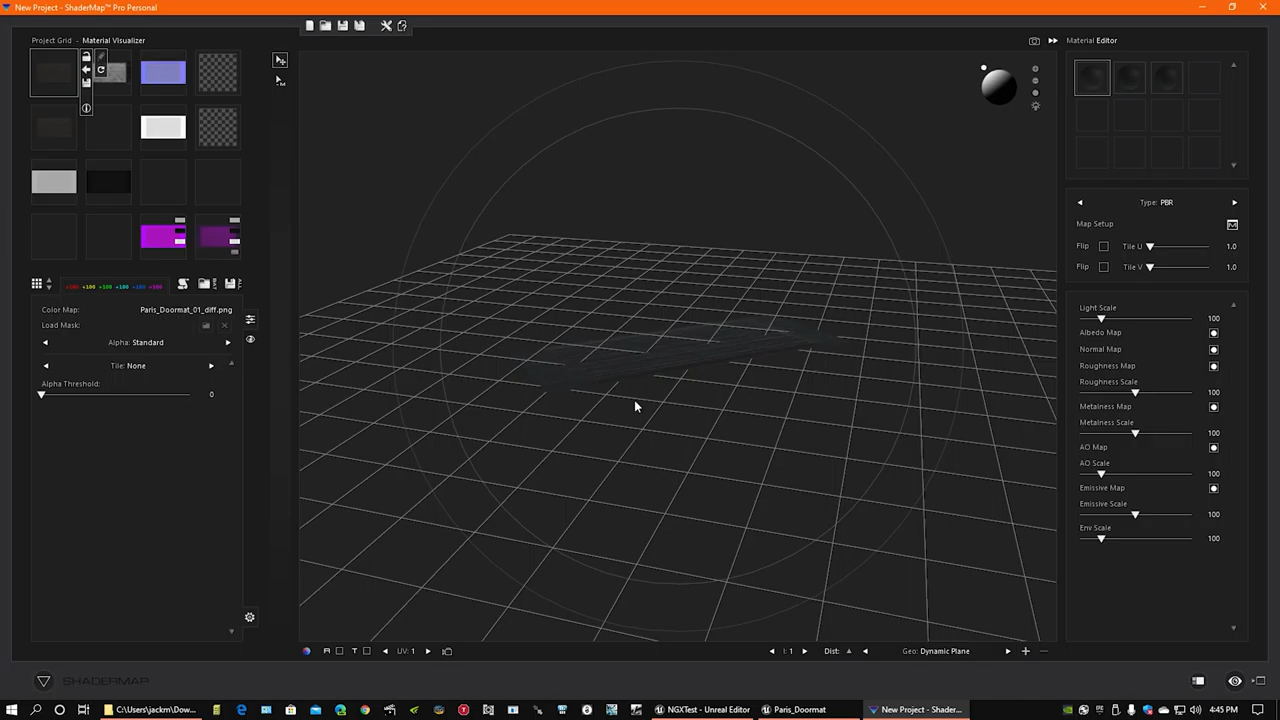 New Project - ShaderMap™ Pro Personal
Project Grid - Material Visualizer
Material Editor
Type: PBR
Map Setup
Flip
Tile U
1.0
Flip
Tile V
1.0
Color Map:
Paris_Doormat_01_diff.png
Load Mask:
Alpha: Standard
Tile: None
Alpha Threshold:
0
Light Scale
100
Albedo Map
Normal Map
Roughness Map
Roughness Scale
100
Metalness Map
Metalness Scale
100
AO Map
AO Scale
100
Emissive Map
Emissive Scale
100
Env Scale
100
T
UV: 1
I: 1
Dist:
Geo: Dynamic Plane
SHADERMAP
C:\Users\jackm\Dow...
NGXTest - Unreal Editor
Paris_Doormat
New Project - Shader...
4:45 PM